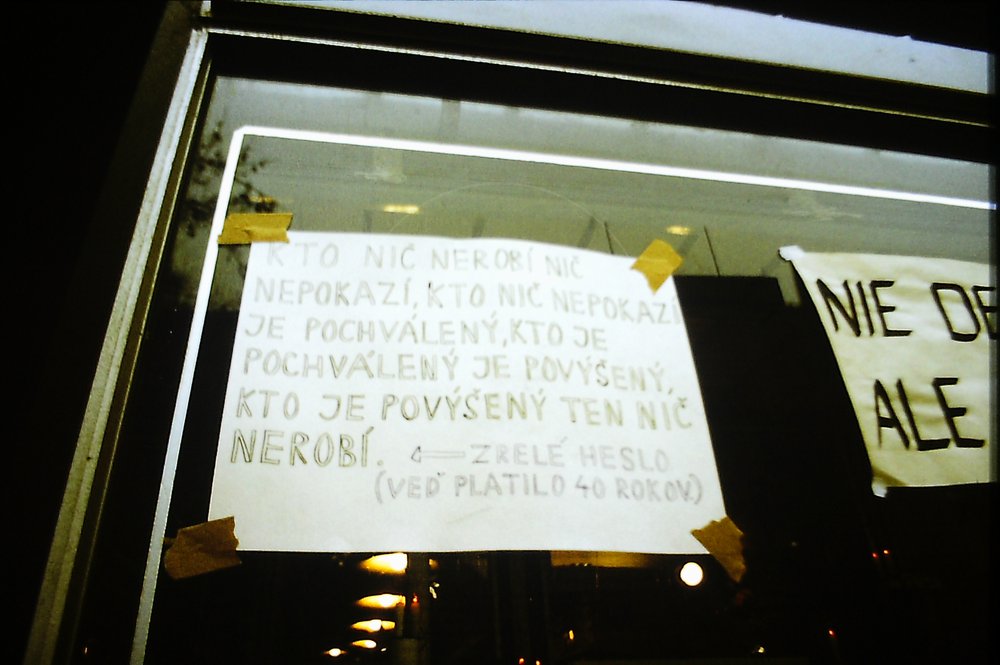 KTO NIČ NEROBÍ NIČ
NEPOKAZÍ, KTO NIČ NEPOKAZÍ
JE POCHVÁLENÝ, KTO JE
POCHVÁLENÝ JE POVÝŠENÝ,
KTO JE POVÝŠENÝ TEN NIČ
NEROBÍ. ⇐ ZRELÉ HESLO
(VEĎ PLATILO 40 ROKOV)
NIE DE
ALE